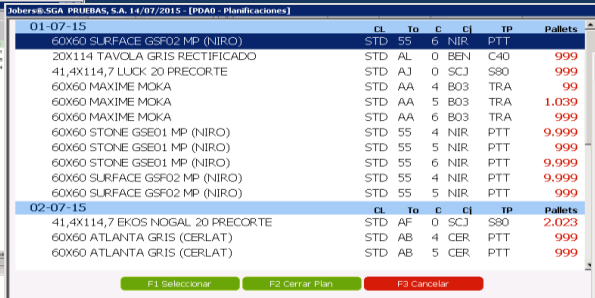 Jobers®.SGA PRUEBAS, S.A. 14/07/2015 - [PDA0 - Planificaciones]
01-07-15 CL To C Cj TP Pallets
60X60 SURFACE GSF02 MP (NIRO) STD 55 6 NIR PTT
20X114 TAVOLA GRIS RECTIFICADO STD AL 0 BEN C40 999
41,4X114,7 LUCK 20 PRECORTE STD AJ 0 SCJ S80 999
60X60 MAXIME MOKA STD AA 4 B03 TRA 99
60X60 MAXIME MOKA STD AA 5 B03 TRA 1.039
60X60 MAXIME MOKA STD AA 6 B03 TRA 999
60X60 STONE GSE01 MP (NIRO) STD 55 4 NIR PTT 9.999
60X60 STONE GSE01 MP (NIRO) STD 55 5 NIR PTT 999
60X60 STONE GSE01 MP (NIRO) STD 55 6 NIR PTT 9.999
60X60 SURFACE GSF02 MP (NIRO) STD 55 4 NIR PTT 9.999
60X60 SURFACE GSF02 MP (NIRO) STD 55 5 NIR PTT 999
02-07-15 CL To C Cj TP Pallets
41,4X114,7 EKOS NOGAL 20 PRECORTE STD AF 0 SCJ S80 2.023
60X60 ATLANTA GRIS (CERLAT) STD AB 4 CER PTT 999
60X60 ATLANTA GRIS (CERLAT) STD AB 5 CER PTT 999
F1 Seleccionar F2 Cerrar Plan F3 Cancelar